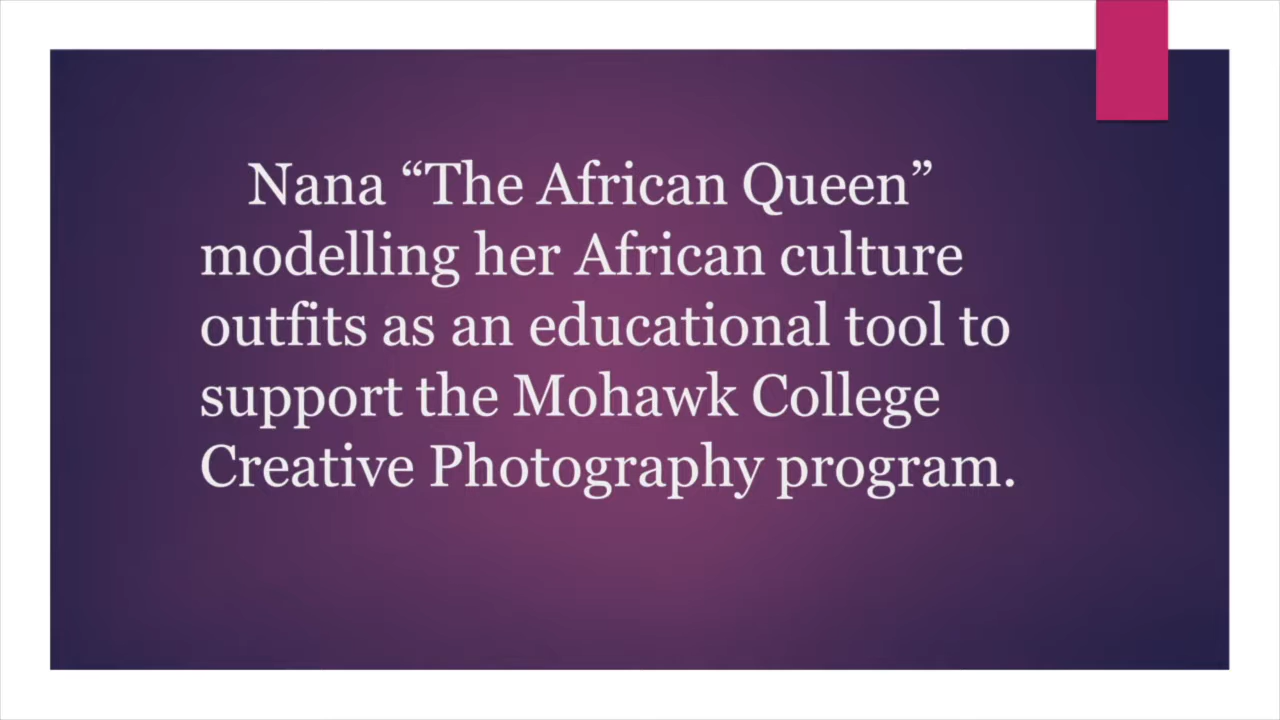 Nana “The African Queen”
modelling her African culture
outfits as an educational tool to
support the Mohawk College
Creative Photography program.